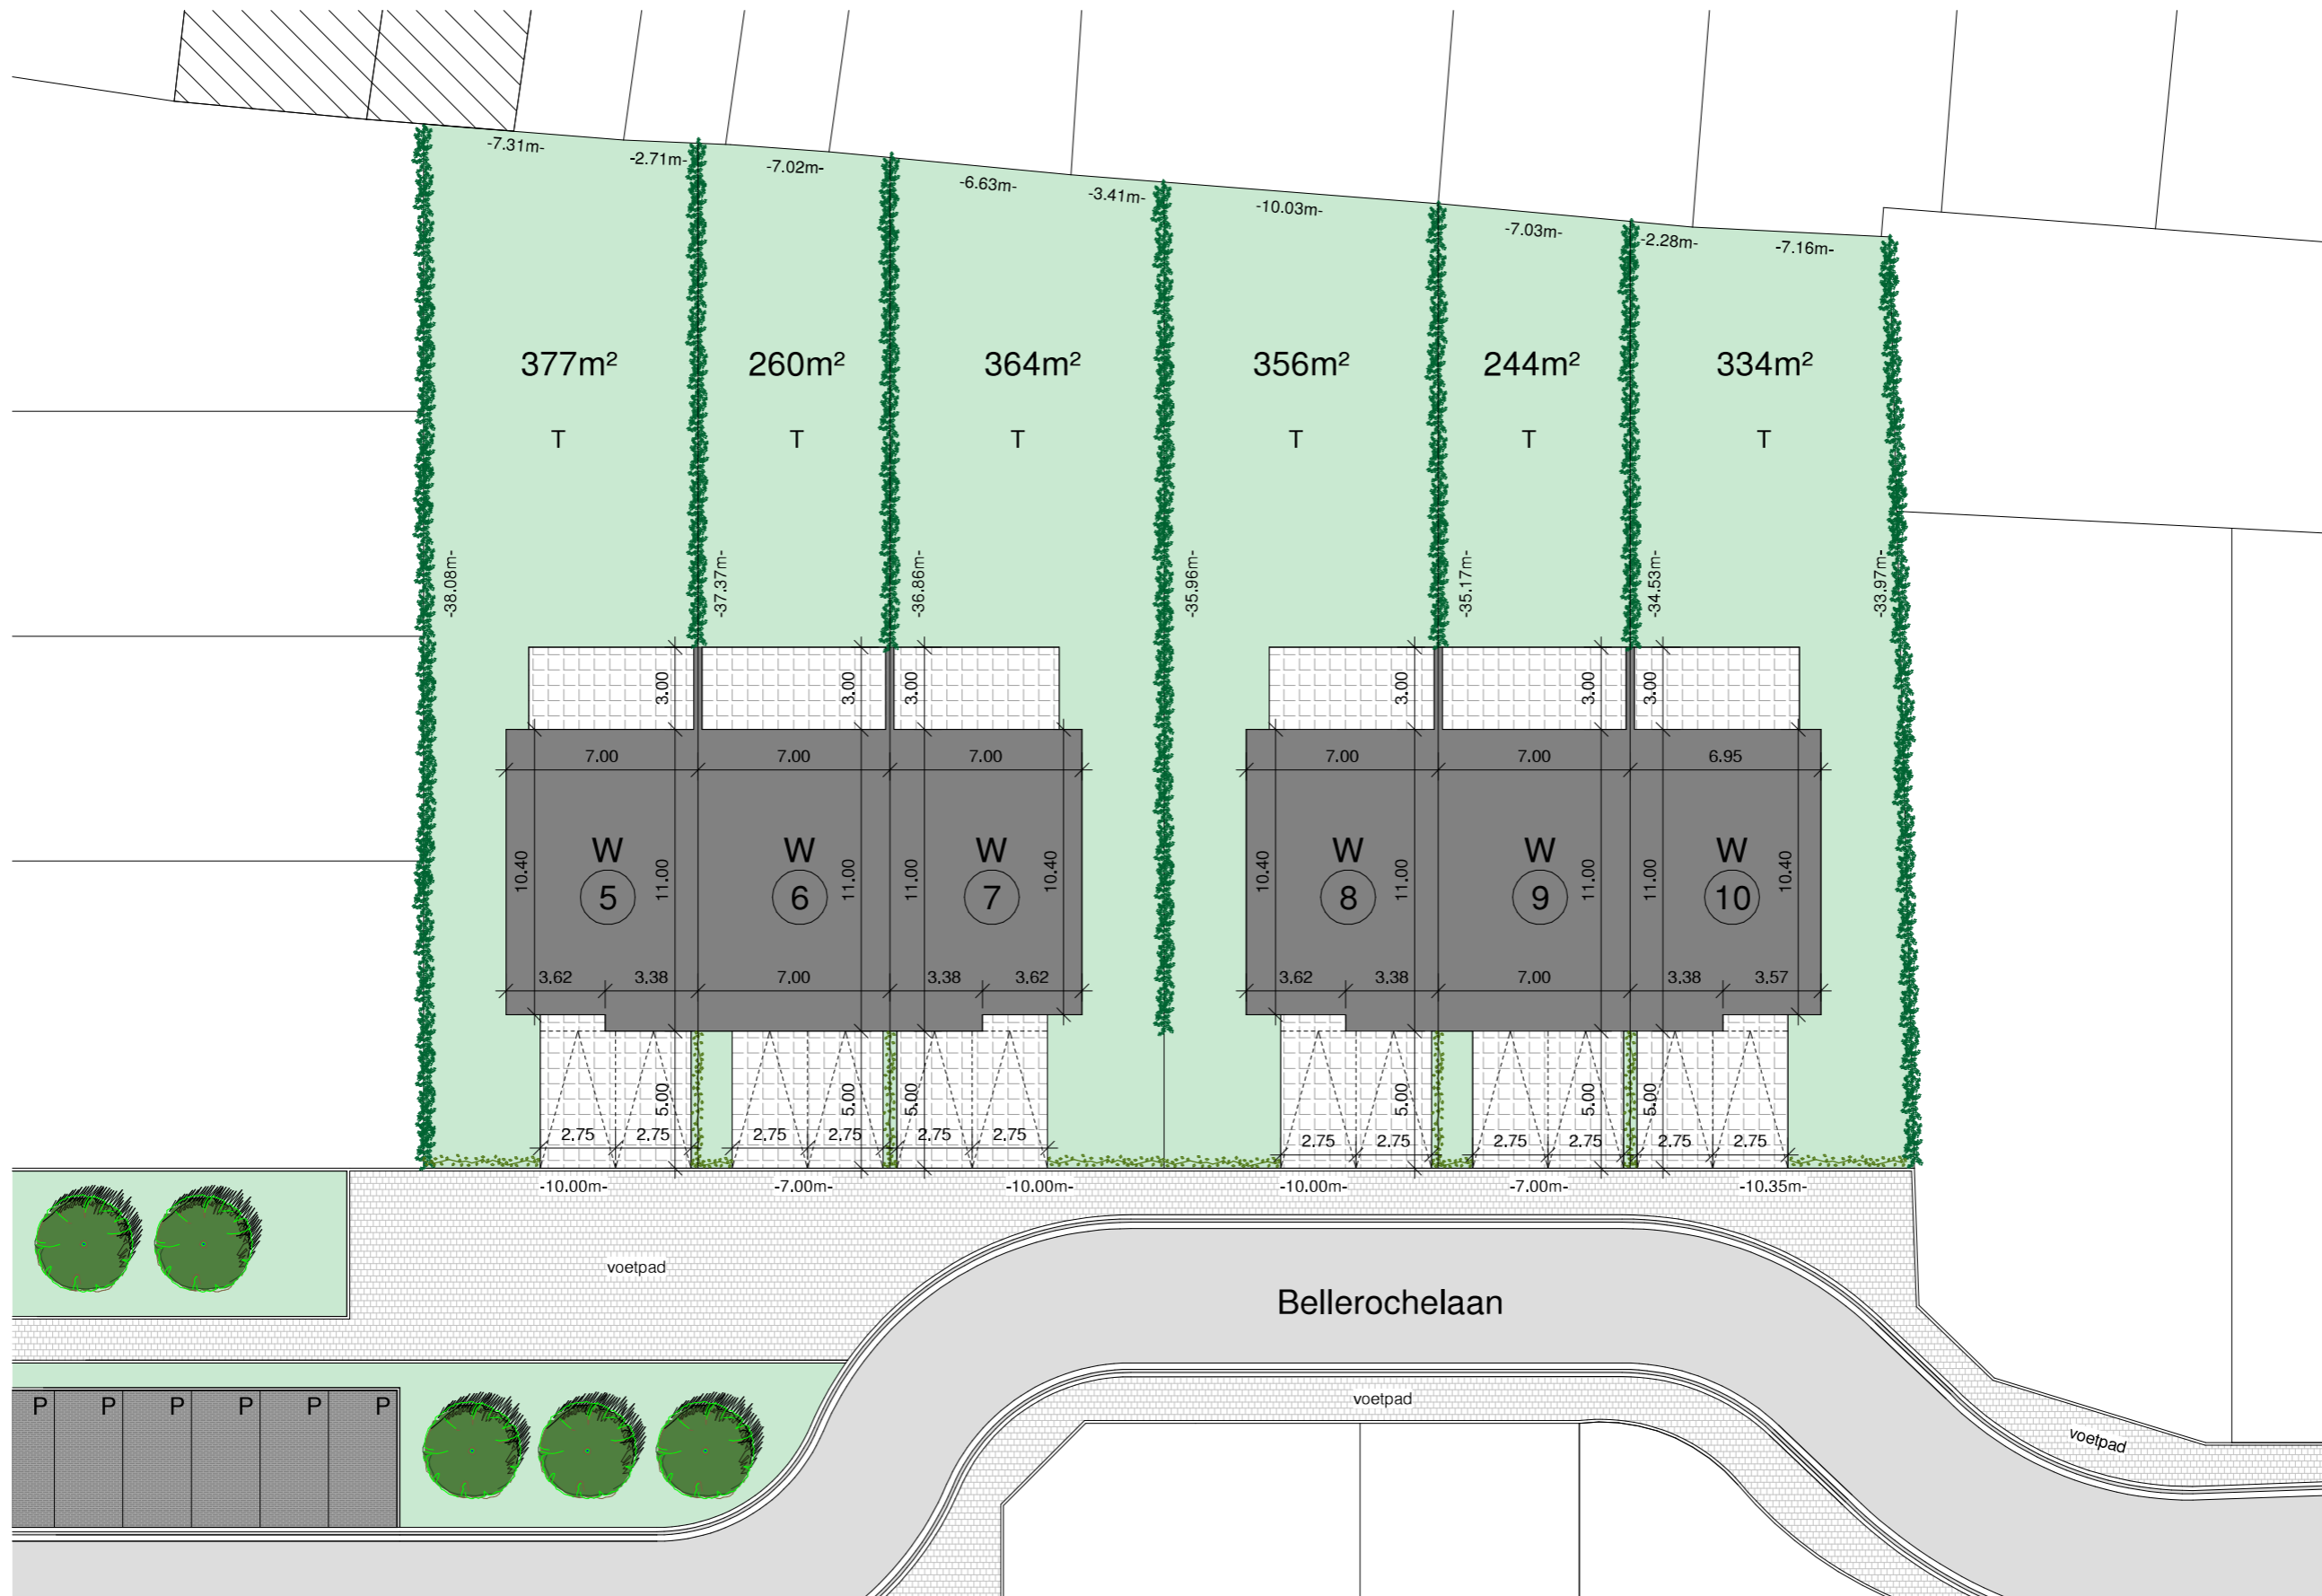 -7.31m- -2.71m- -7.02m- -6.63m- -3.41m- -10.03m- -7.03m- -2.28m- -7.16m-
377m² 260m² 364m² 356m² 244m² 334m²
T T T T T T
-38.08m- -37.37m- -36.86m- -35.96m- -35.17m- -34.53m- -33.97m-
3.00 3.00 3.00 3.00 3.00 3.00
7.00 7.00 7.00 7.00 7.00 6.95
W W W W W W
10.40 11.00 11.00 11.00 10.40 10.40 11.00 11.00 11.00 10.40
5 6 7 8 9 10
3.62 3.38 7.00 3.38 3.62 3.62 3.38 7.00 3.38 3.57
5.00 5.00 5.00 5.00 5.00 5.00
2.75 2.75 2.75 2.75 2.75 2.75 2.75 2.75 2.75 2.75 2.75 2.75
-10.00m- -7.00m- -10.00m- -10.00m- -7.00m- -10.35m-
voetpad
Bellerochelaan
voetpad
P P P P P P
voetpad